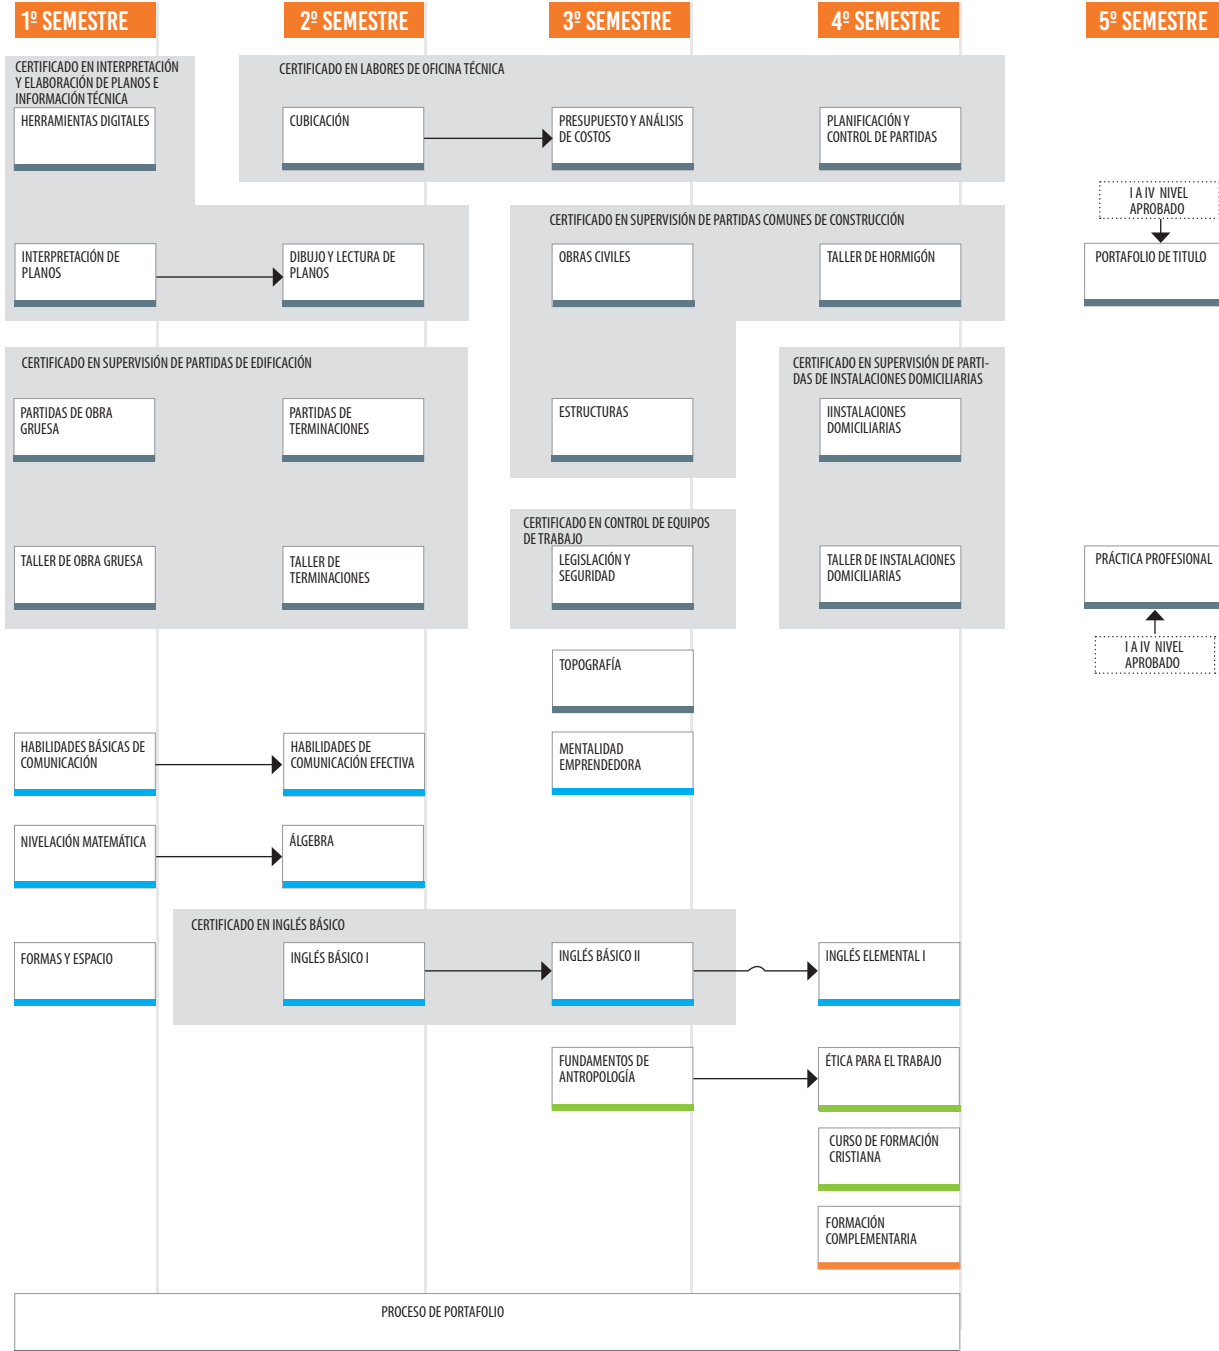 1º SEMESTRE
2º SEMESTRE
3º SEMESTRE
4º SEMESTRE
5º SEMESTRE
CERTIFICADO EN INTERPRETACIÓN
Y ELABORACIÓN DE PLANOS E
INFORMACIÓN TÉCNICA
CERTIFICADO EN LABORES DE OFICINA TÉCNICA
HERRAMIENTAS DIGITALES
CUBICACIÓN
PRESUPUESTO Y ANÁLISIS
DE COSTOS
PLANIFICACIÓN Y
CONTROL DE PARTIDAS
I A IV NIVEL
APROBADO
CERTIFICADO EN SUPERVISIÓN DE PARTIDAS COMUNES DE CONSTRUCCIÓN
INTERPRETACIÓN DE
PLANOS
DIBUJO Y LECTURA DE
PLANOS
OBRAS CIVILES
TALLER DE HORMIGÓN
PORTAFOLIO DE TITULO
CERTIFICADO EN SUPERVISIÓN DE PARTIDAS DE EDIFICACIÓN
CERTIFICADO EN SUPERVISIÓN DE PARTI-
DAS DE INSTALACIONES DOMICILIARIAS
PARTIDAS DE OBRA
GRUESA
PARTIDAS DE
TERMINACIONES
ESTRUCTURAS
IINSTALACIONES
DOMICILIARIAS
CERTIFICADO EN CONTROL DE EQUIPOS
DE TRABAJO
TALLER DE OBRA GRUESA
TALLER DE
TERMINACIONES
LEGISLACIÓN Y
SEGURIDAD
TALLER DE INSTALACIONES
DOMICILIARIAS
PRÁCTICA PROFESIONAL
I A IV NIVEL
APROBADO
TOPOGRAFÍA
HABILIDADES BÁSICAS DE
COMUNICACIÓN
HABILIDADES DE
COMUNICACIÓN EFECTIVA
MENTALIDAD
EMPRENDEDORA
NIVELACIÓN MATEMÁTICA
ÁLGEBRA
CERTIFICADO EN INGLÉS BÁSICO
FORMAS Y ESPACIO
INGLÉS BÁSICO I
INGLÉS BÁSICO II
INGLÉS ELEMENTAL I
FUNDAMENTOS DE
ANTROPOLOGÍA
ÉTICA PARA EL TRABAJO
CURSO DE FORMACIÓN
CRISTIANA
FORMACIÓN
COMPLEMENTARIA
PROCESO DE PORTAFOLIO